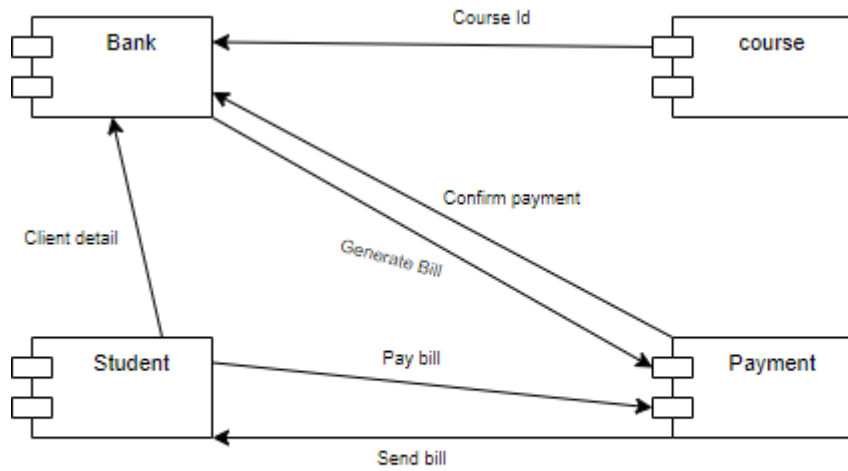 Course Id
Bank
course
Confirm payment
Client detail
Generate Bill
Student
Pay bill
Payment
Send bill